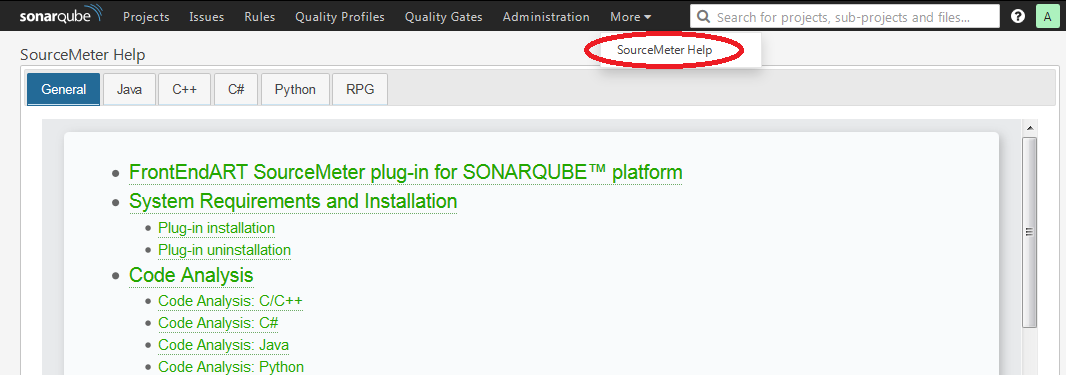 sonarqube Projects Issues Rules Quality Profiles Quality Gates Administration More Search for projects, sub-projects and files... ? A
SourceMeter Help
SourceMeter Help
General Java C++ C# Python RPG
FrontEndART SourceMeter plug-in for SONARQUBE™ platform
System Requirements and Installation
Plug-in installation
Plug-in uninstallation
Code Analysis
Code Analysis: C/C++
Code Analysis: C#
Code Analysis: Java
Code Analysis: Python